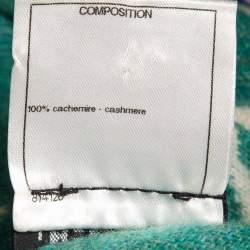 COMPOSITION
100% cachemire - cashmere